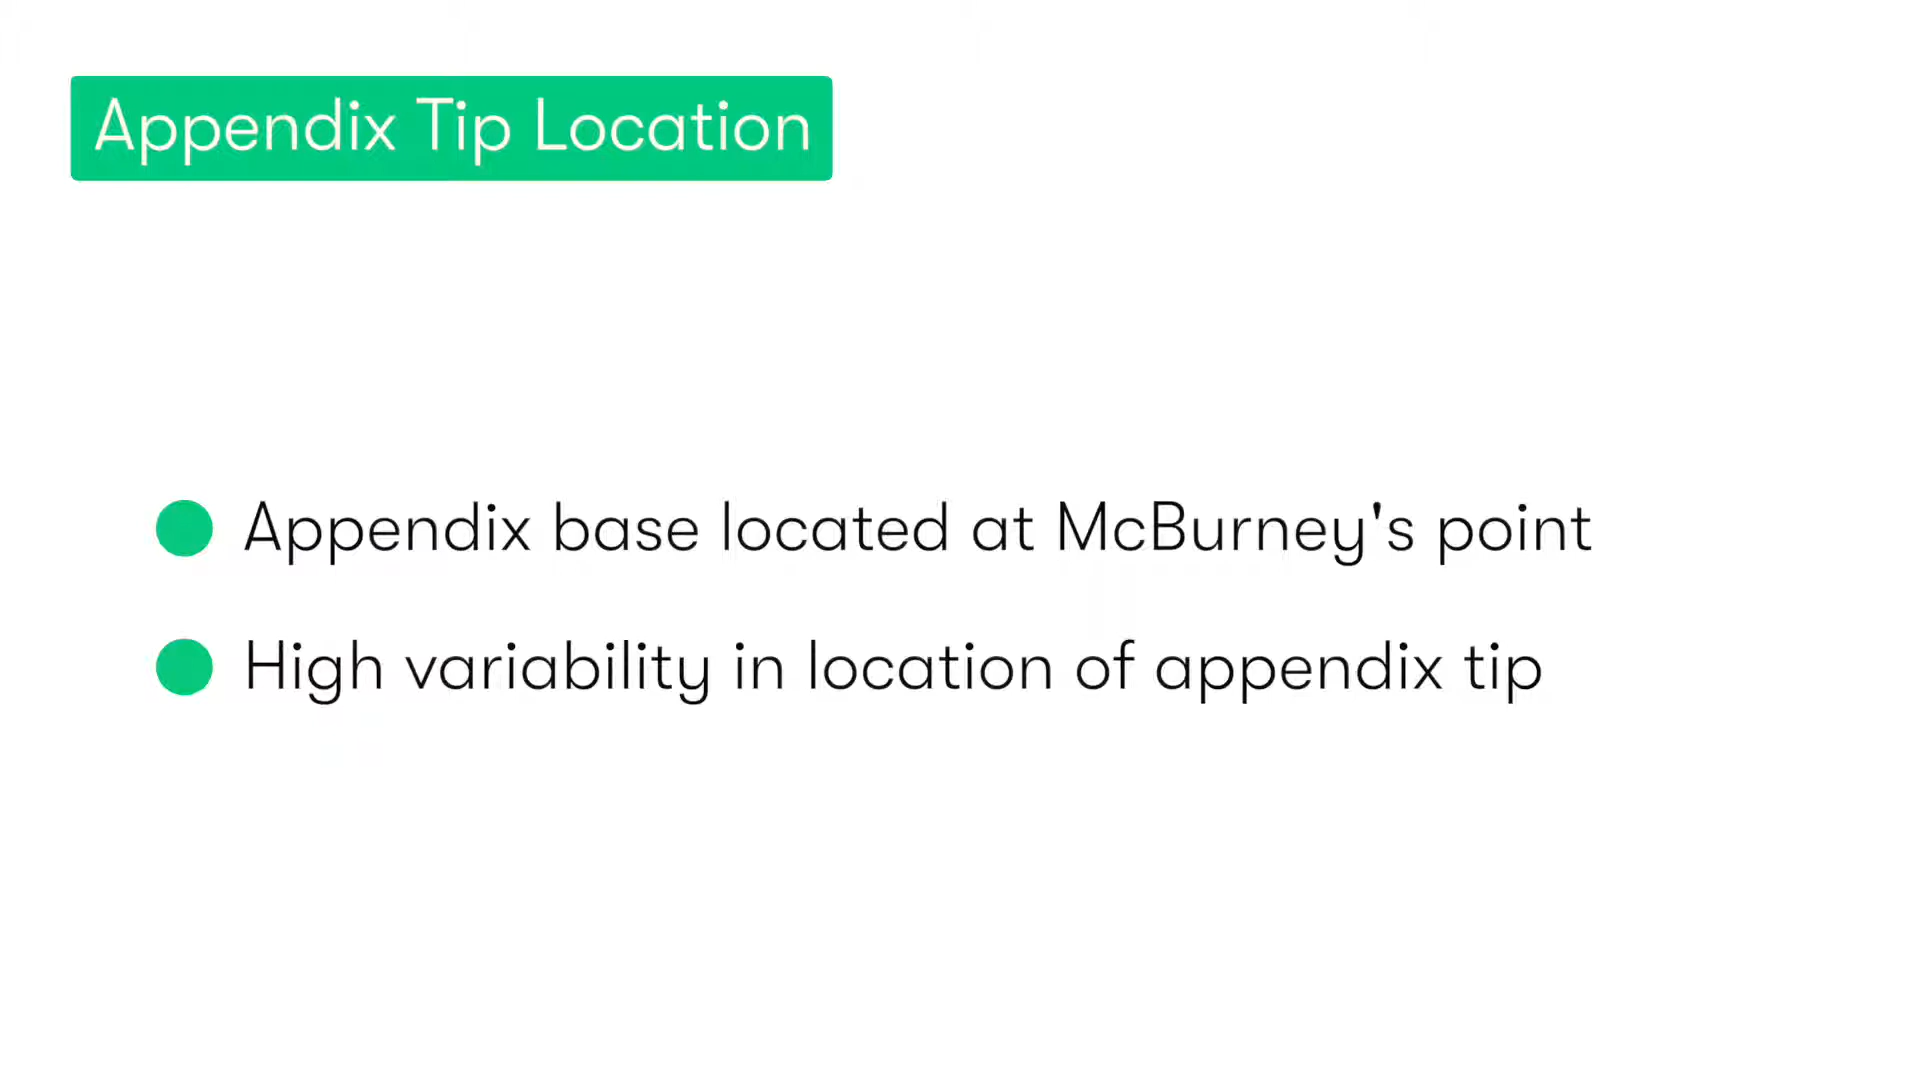 Appendix Tip Location
Appendix base located at McBurney's point
High variability in location of appendix tip